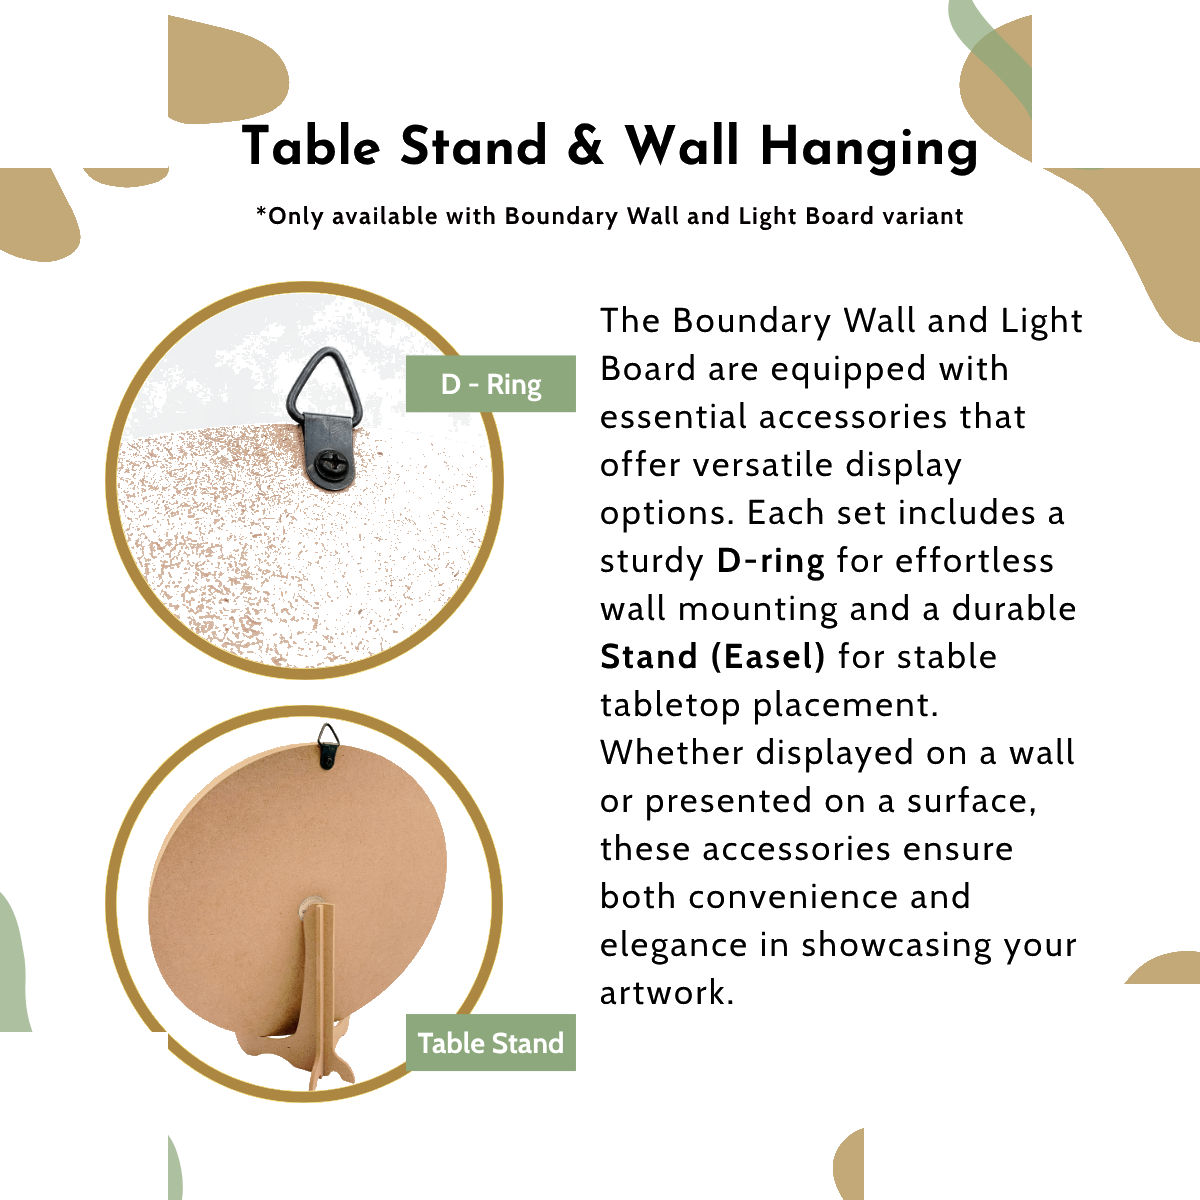 Table Stand & Wall Hanging
*Only available with Boundary Wall and Light Board variant
D - Ring
The Boundary Wall and Light
Board are equipped with
essential accessories that
offer versatile display
options. Each set includes a
sturdy D-ring for effortless
wall mounting and a durable
Stand (Easel) for stable
tabletop placement.
Whether displayed on a wall
or presented on a surface,
these accessories ensure
both convenience and
elegance in showcasing your
artwork.
Table Stand